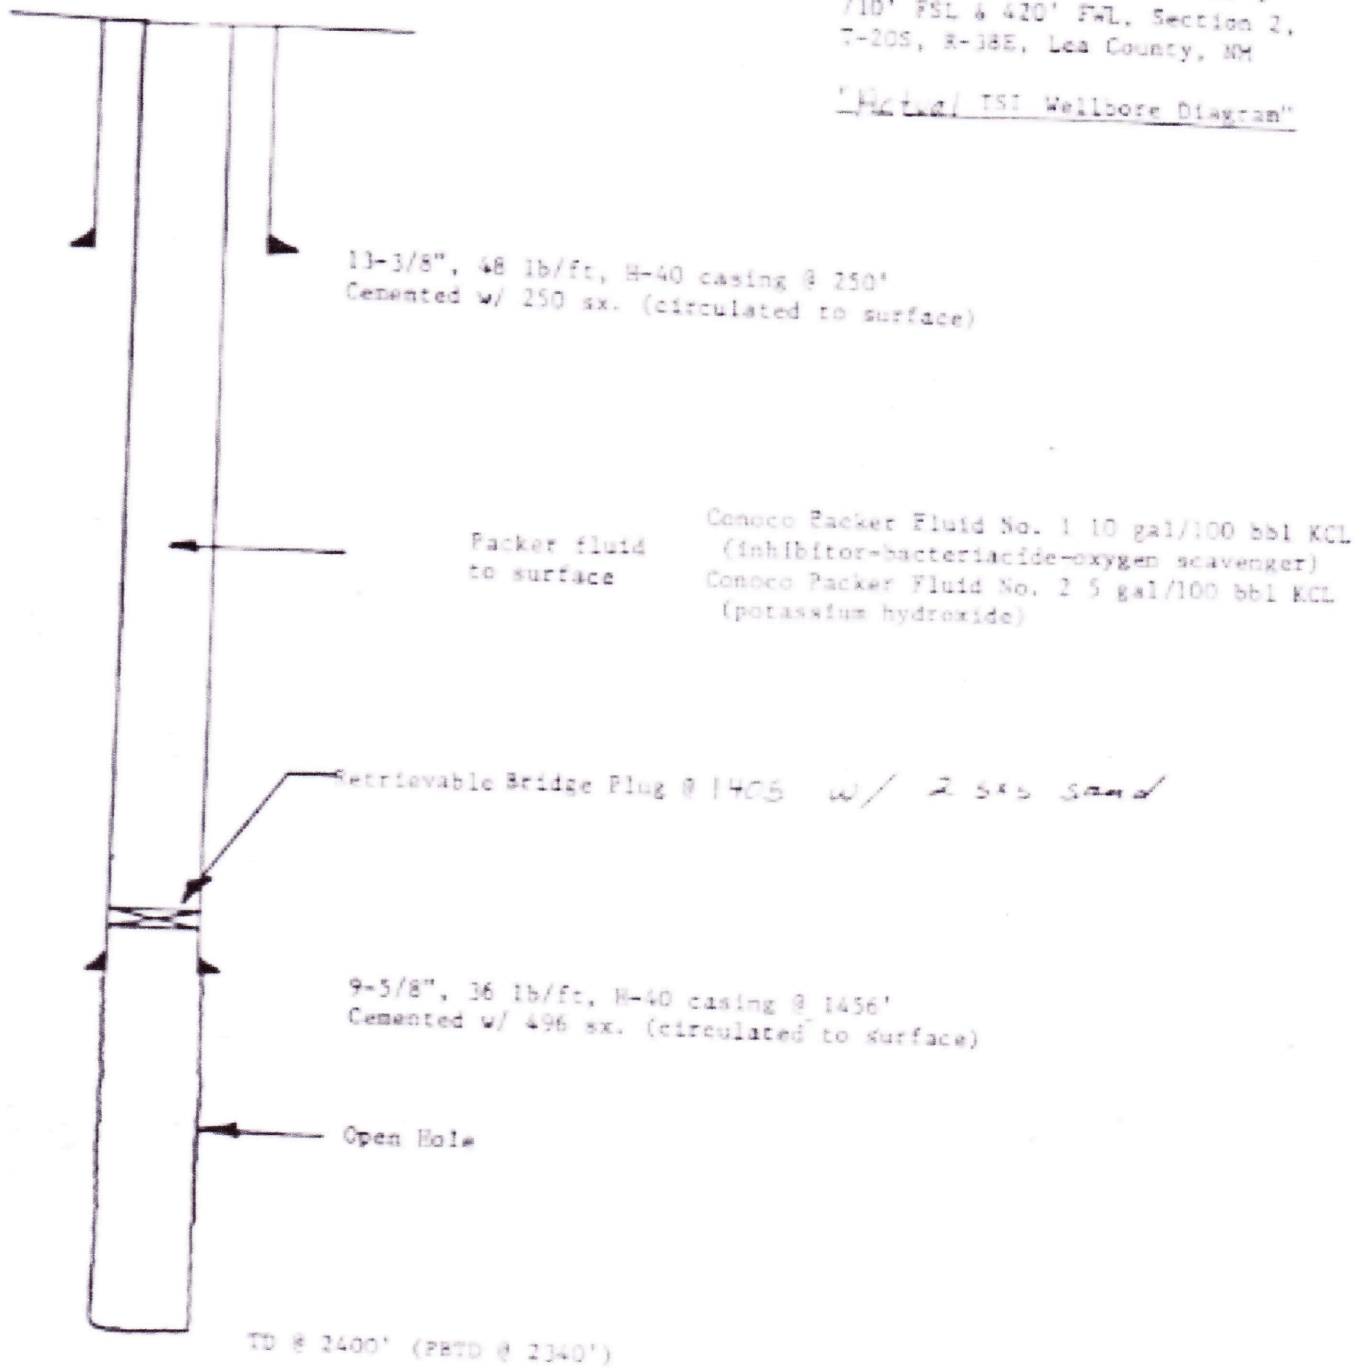 710' FSL & 420' FWL, Section 2,
T-20S, R-38E, Lea County, NM
"Actual TSI Wellbore Diagram"
13-3/8", 48 lb/ft, H-40 casing @ 250'
Cemented w/ 250 sx. (circulated to surface)
Packer fluid
to surface
Conoco Packer Fluid No. 1 10 gal/100 bbl KCL
(inhibitor-bacteriacide-oxygen scavenger)
Conoco Packer Fluid No. 2 5 gal/100 bbl KCL
(potassium hydroxide)
Retrievable Bridge Plug @ 1405 w/ 2 sxs sand
9-5/8", 36 lb/ft, H-40 casing @ 1456'
Cemented w/ 496 sx. (circulated to surface)
Open Hole
TD @ 2400' (PBTD @ 2340')